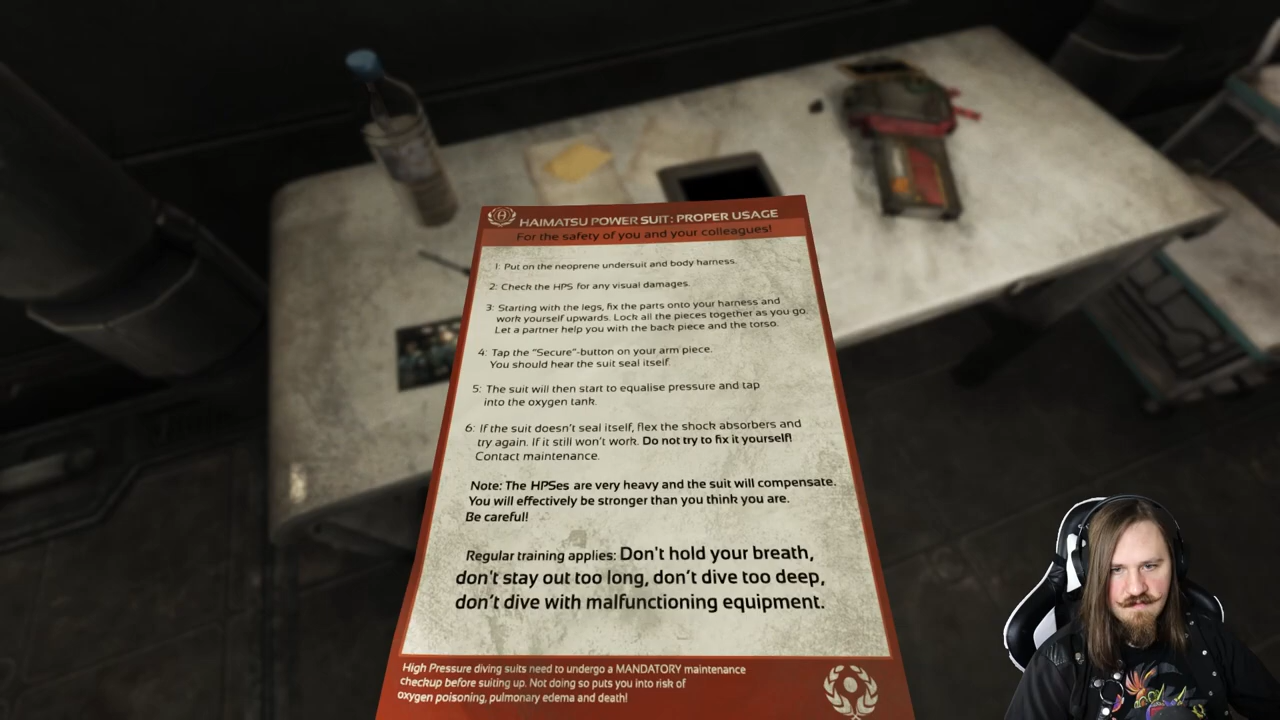 HAIMATSU POWER SUIT: PROPER USAGE
For the safety of you and your colleagues!
1: Put on the neoprene undersuit and body harness.
2: Check the HPS for any visual damages.
3: Starting with the legs, fix the parts onto your harness and
work yourself upwards. Lock all the pieces together as you go.
Let a partner help you with the back piece and the torso.
4: Tap the "Secure"-button on your arm piece.
You should hear the suit seal itself.
5: The suit will then start to equalise pressure and tap
into the oxygen tank.
6: If the suit doesn't seal itself, flex the shock absorbers and
try again. If it still won't work. Do not try to fix it yourself!
Contact maintenance.
Note: The HPSes are very heavy and the suit will compensate.
You will effectively be stronger than you think you are.
Be careful!
Regular training applies: Don't hold your breath,
don't stay out too long, don't dive too deep,
don't dive with malfunctioning equipment.
High Pressure diving suits need to undergo a MANDATORY maintenance
checkup before suiting up. Not doing so puts you into risk of
oxygen poisoning, pulmonary edema and death!